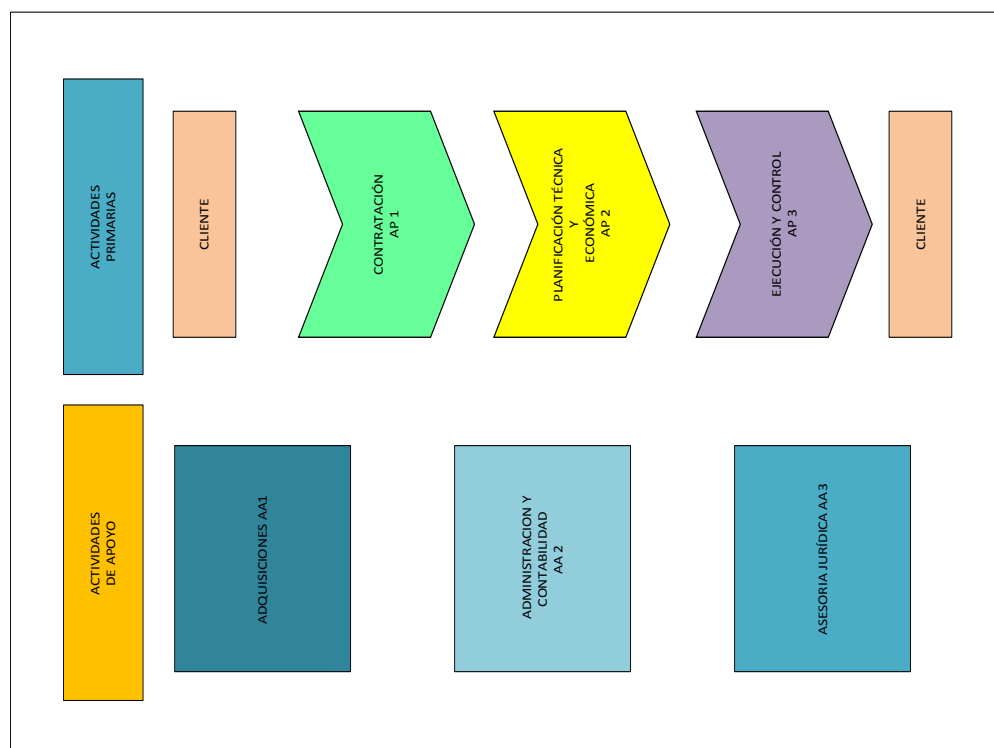 ACTIVIDADES
PRIMARIAS
CLIENTE
CONTRATACIÓN
AP 1
PLANIFICACIÓN TÉCNICA
Y
ECONÓMICA
AP 2
EJECUCIÓN Y CONTROL
AP 3
CLIENTE
ACTIVIDADES
DE APOYO
ADQUISICIONES AA1
ADMINISTRACION Y
CONTABILIDAD
AA 2
ASESORIA JURÍDICA AA3